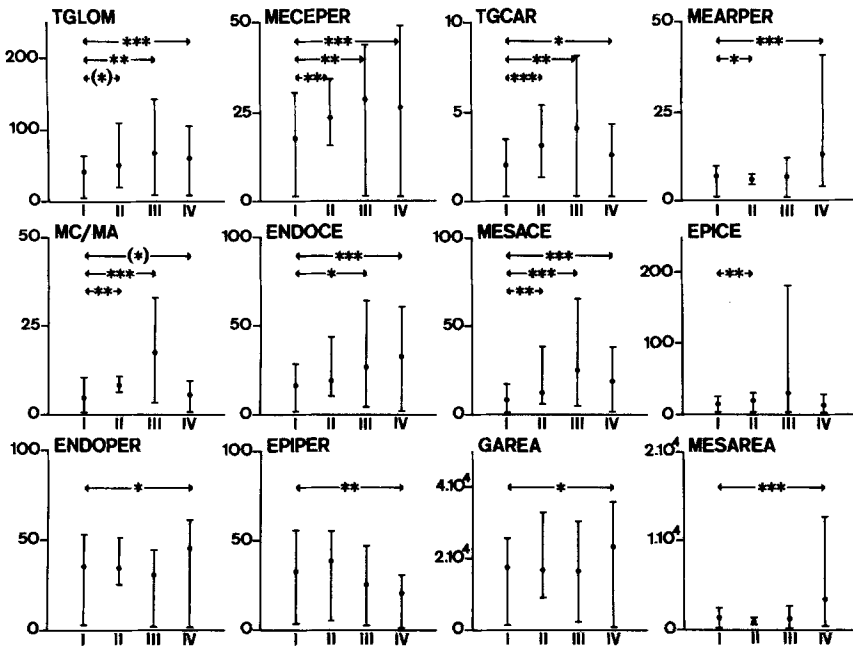 TGLOM
200
100
0
***
**
(*)
I II III IV
MECEPER
50
25
0
***
**
**
I II III IV
TGCAR
10
5
0
*
**
***
I II III IV
MEARPER
50
25
0
***
*
I II III IV
MC/MA
50
25
0
(*)
***
**
I II III IV
ENDOCE
100
50
0
***
*
I II III IV
MESACE
100
50
0
***
***
**
I II III IV
EPICE
200
100
0
**
I II III IV
ENDOPER
100
50
0
*
I II III IV
EPIPER
100
50
0
**
I II III IV
GAREA
4.10⁴
2.10⁴
0
*
I II III IV
MESAREA
2.10⁴
1.10⁴
0
***
I II III IV